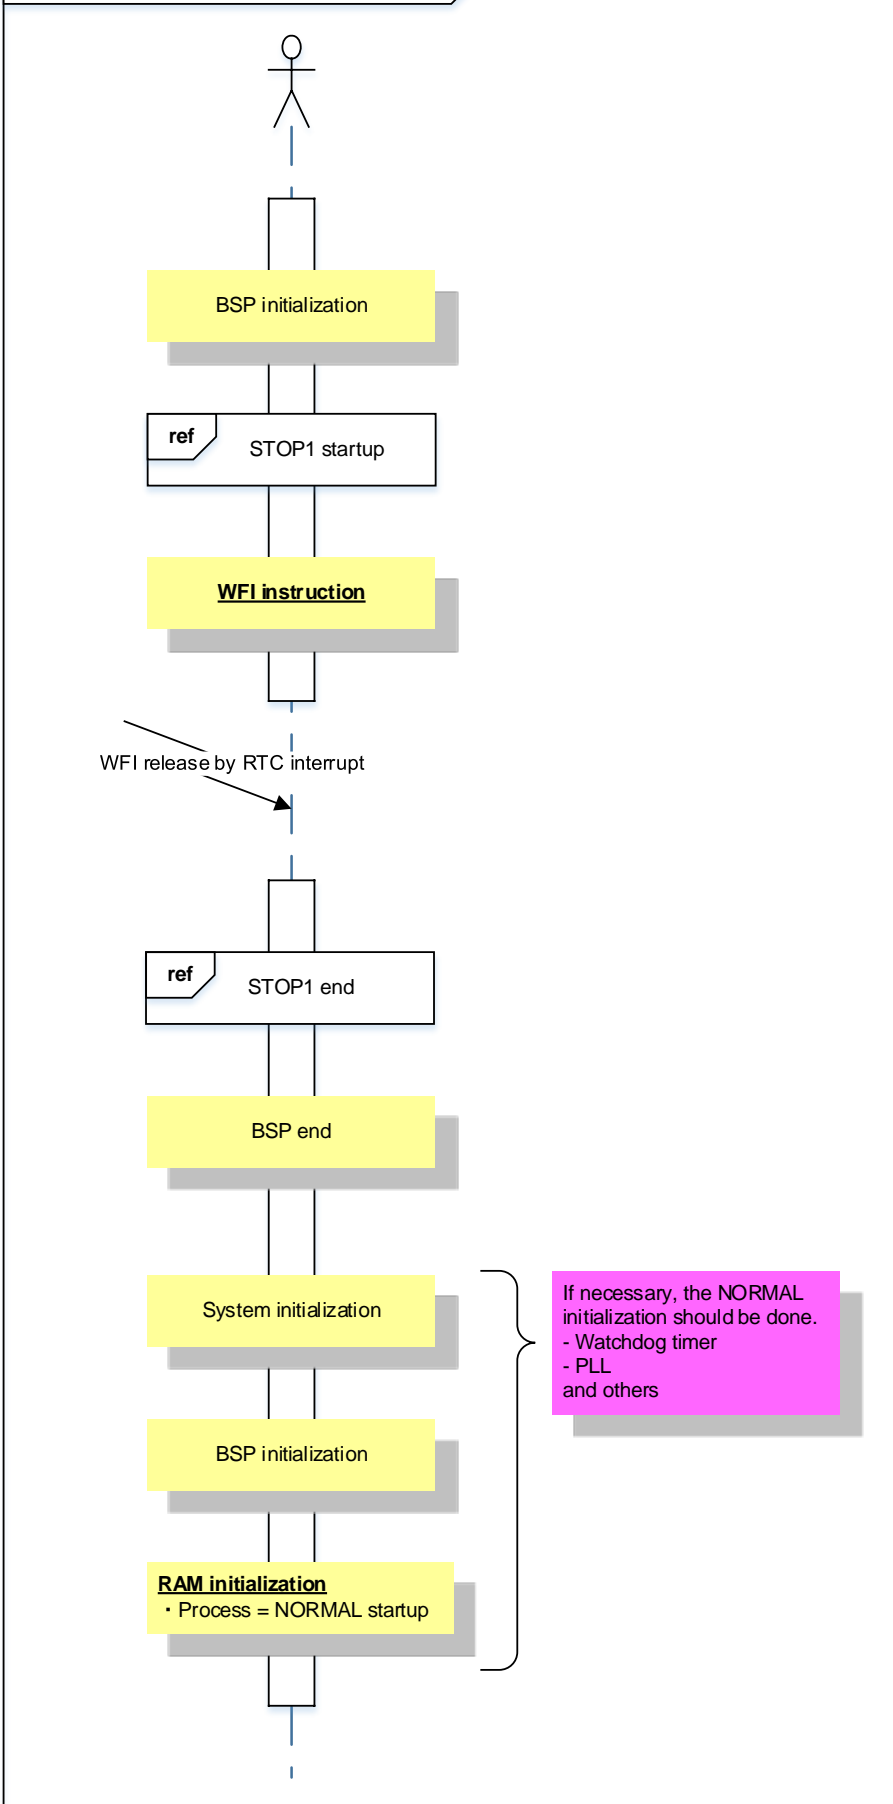 BSP initialization
ref
STOP1 startup
WFI instruction
WFI release by RTC interrupt
ref
STOP1 end
BSP end
System initialization
If necessary, the NORMAL
initialization should be done.
- Watchdog timer
- PLL
and others
BSP initialization
RAM initialization
・Process = NORMAL startup